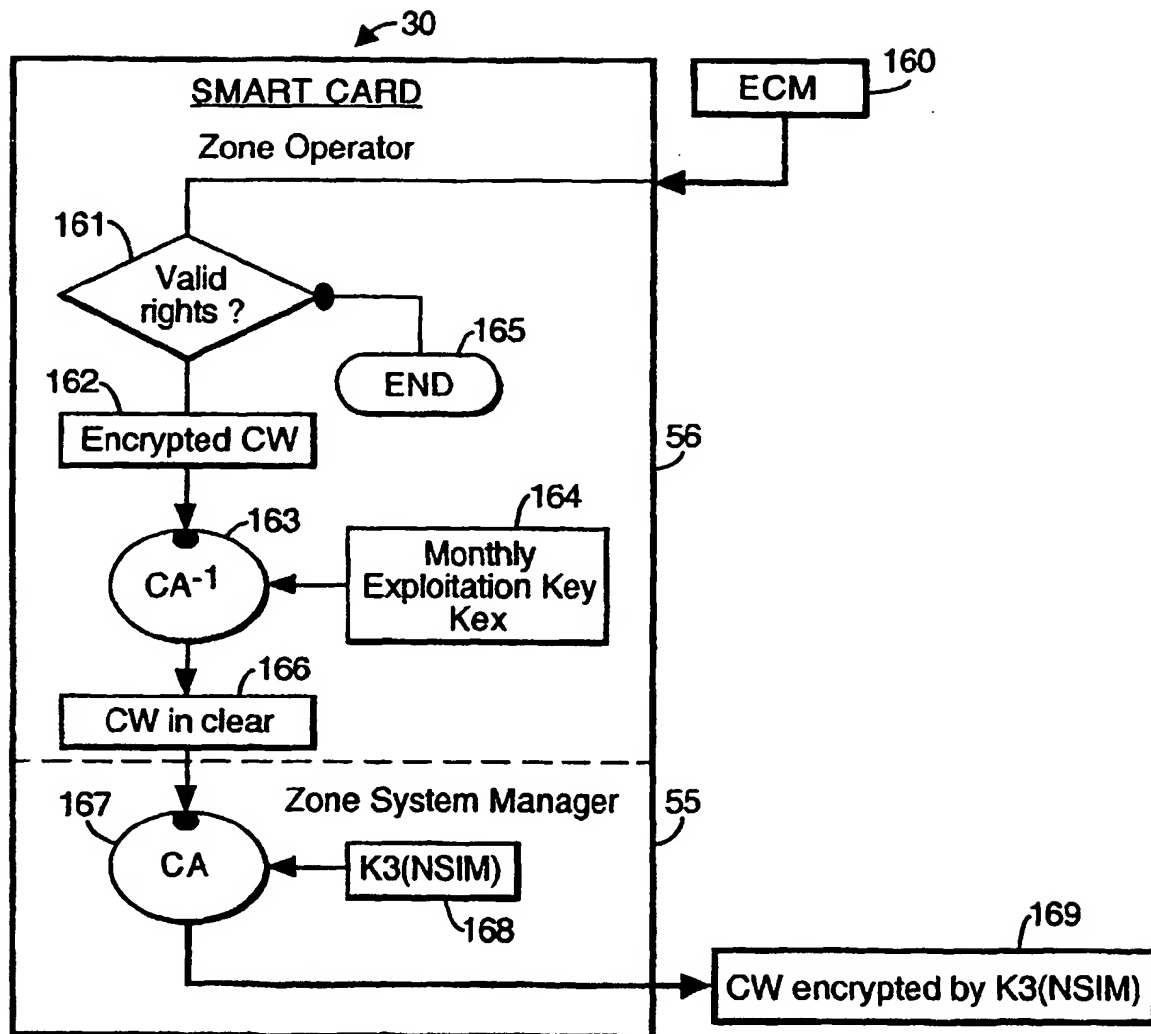 30
SMART CARD
ECM
160
Zone Operator
161
Valid
rights ?
165
END
162
Encrypted CW
56
163
CA-1
164
Monthly
Exploitation Key
Kex
166
CW in clear
Zone System Manager
55
167
CA
K3(NSIM)
168
169
CW encrypted by K3(NSIM)